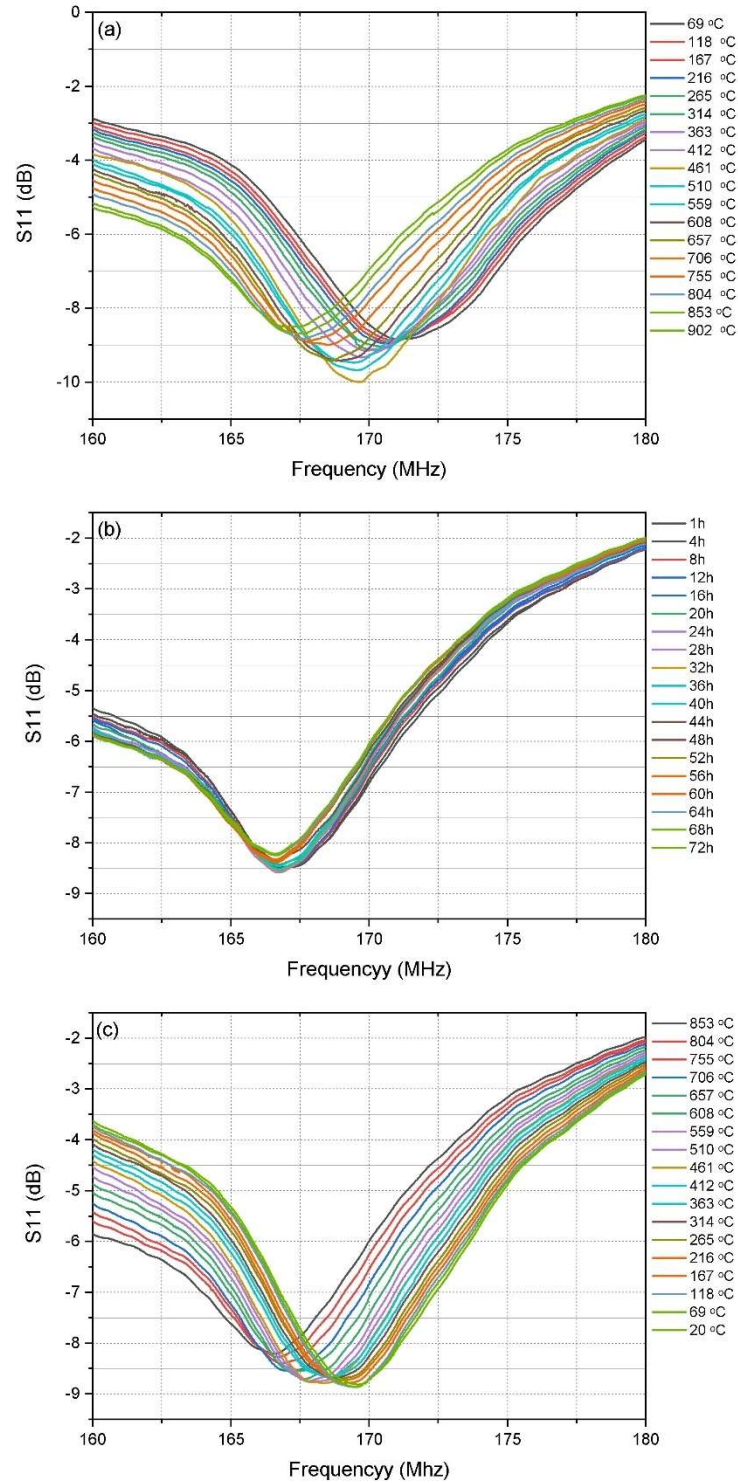 (a)
0
-2
-4
-6
-8
-10
S11 (dB)
160
165
170
175
180
Frequency (MHz)
69 °C
118 °C
167 °C
216 °C
265 °C
314 °C
363 °C
412 °C
461 °C
510 °C
559 °C
608 °C
657 °C
706 °C
755 °C
804 °C
853 °C
902 °C
(b)
-2
-3
-4
-5
-6
-7
-8
-9
S11 (dB)
160
165
170
175
180
Frequencyy (MHz)
1h
4h
8h
12h
16h
20h
24h
28h
32h
36h
40h
44h
48h
52h
56h
60h
64h
68h
72h
(c)
-2
-3
-4
-5
-6
-7
-8
-9
S11 (dB)
160
165
170
175
180
Frequencyy (Mhz)
853 °C
804 °C
755 °C
706 °C
657 °C
608 °C
559 °C
510 °C
461 °C
412 °C
363 °C
314 °C
265 °C
216 °C
167 °C
118 °C
69 °C
20 °C